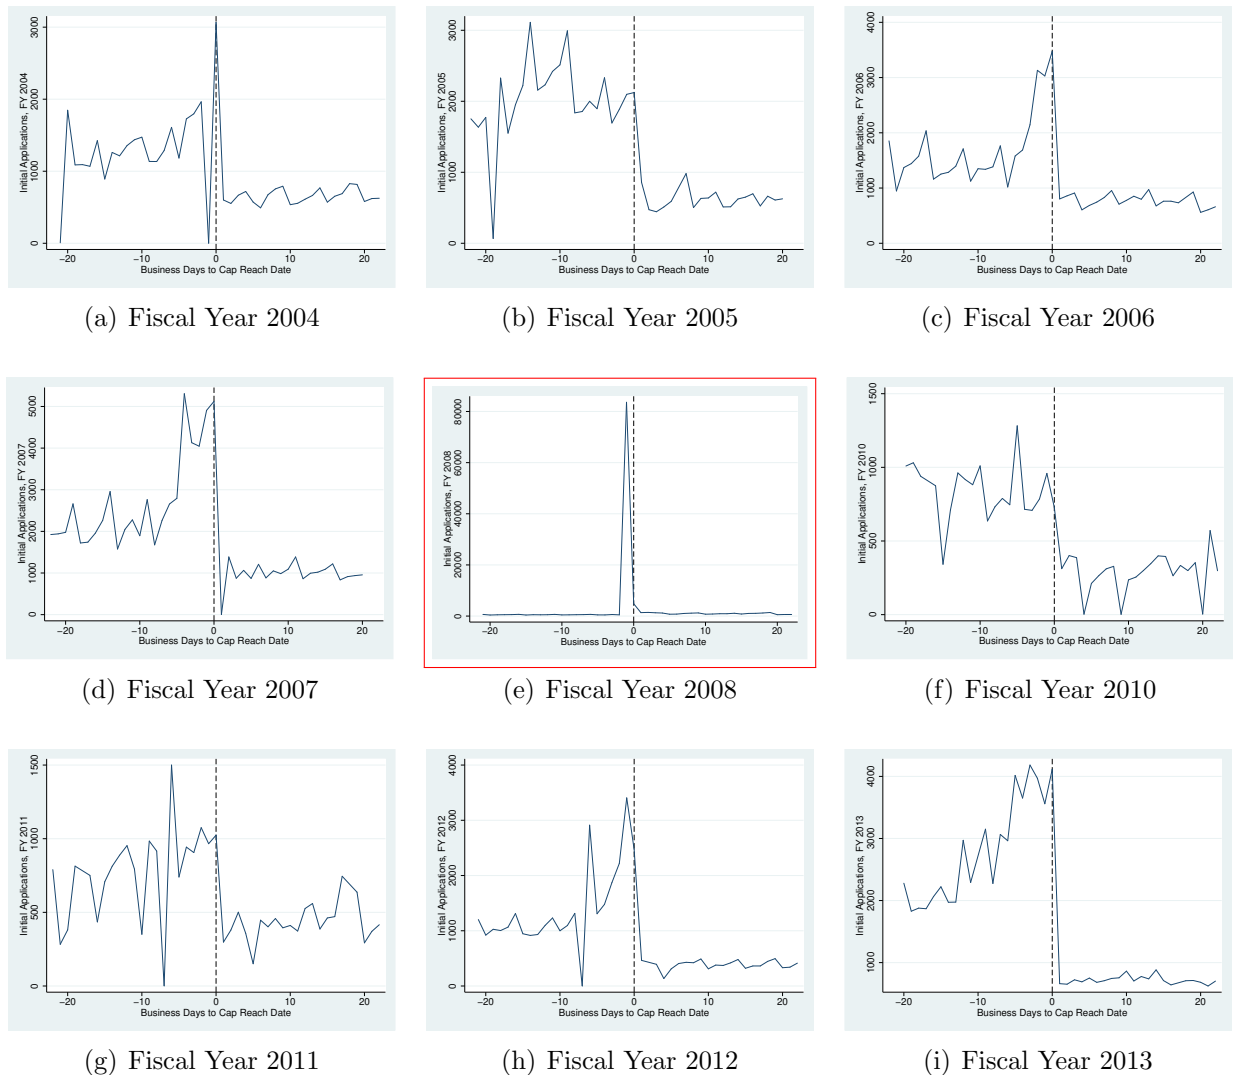 Initial Applications, FY 2004
3000
2000
1000
0
−20 −10 0 10 20
Business Days to Cap Reach Date
(a) Fiscal Year 2004
Initial Applications, FY 2005
3000
2000
1000
0
−20 −10 0 10 20
Business Days to Cap Reach Date
(b) Fiscal Year 2005
Initial Applications, FY 2006
4000
3000
2000
1000
0
−20 −10 0 10 20
Business Days to Cap Reach Date
(c) Fiscal Year 2006
Initial Applications, FY 2007
5000
4000
3000
2000
1000
0
−20 −10 0 10 20
Business Days to Cap Reach Date
(d) Fiscal Year 2007
Initial Applications, FY 2008
80000
60000
40000
20000
0
−20 −10 0 10 20
Business Days to Cap Reach Date
(e) Fiscal Year 2008
Initial Applications, FY 2010
1500
1000
500
0
−20 −10 0 10 20
Business Days to Cap Reach Date
(f) Fiscal Year 2010
Initial Applications, FY 2011
1500
1000
500
0
−20 −10 0 10 20
Business Days to Cap Reach Date
(g) Fiscal Year 2011
Initial Applications, FY 2012
4000
3000
2000
1000
0
−20 −10 0 10 20
Business Days to Cap Reach Date
(h) Fiscal Year 2012
Initial Applications, FY 2013
4000
3000
2000
1000
−20 −10 0 10 20
Business Days to Cap Reach Date
(i) Fiscal Year 2013